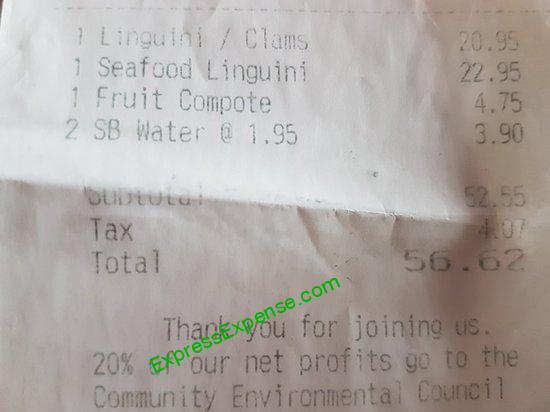 1 Linguini / Clams 20.95
1 Seafood Linguini 22.95
1 Fruit Compote 4.75
2 SB Water @ 1.95 3.90
Subtotal 52.55
Tax 4.07
Total 56.62
Thank you for joining us.
20% of our net profits go to the
Community Environmental Council
ExpressExpense.com